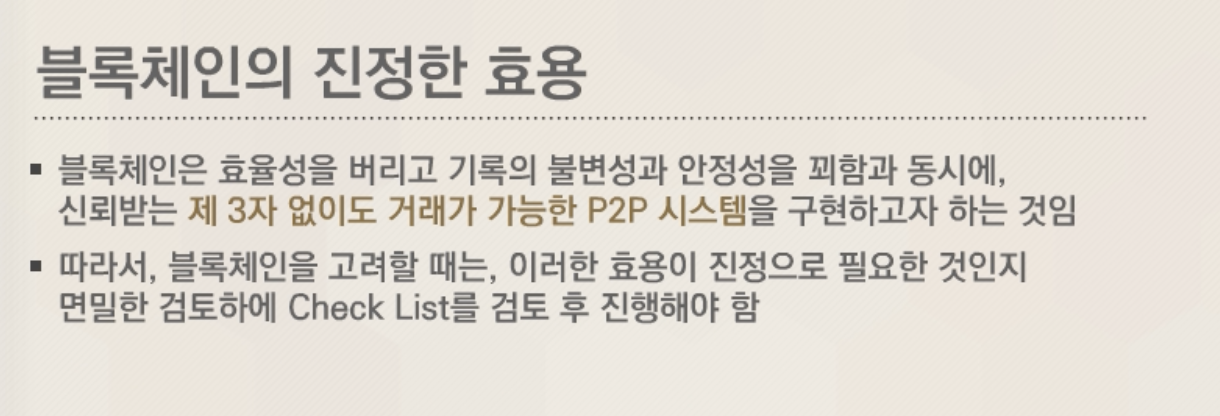 블록체인의 진정한 효용
▪ 블록체인은 효율성을 버리고 기록의 불변성과 안정성을 꾀함과 동시에,
신뢰받는 제 3자 없이도 거래가 가능한 P2P 시스템을 구현하고자 하는 것임
▪ 따라서, 블록체인을 고려할 때는, 이러한 효용이 진정으로 필요한 것인지
면밀한 검토하에 Check List를 검토 후 진행해야 함